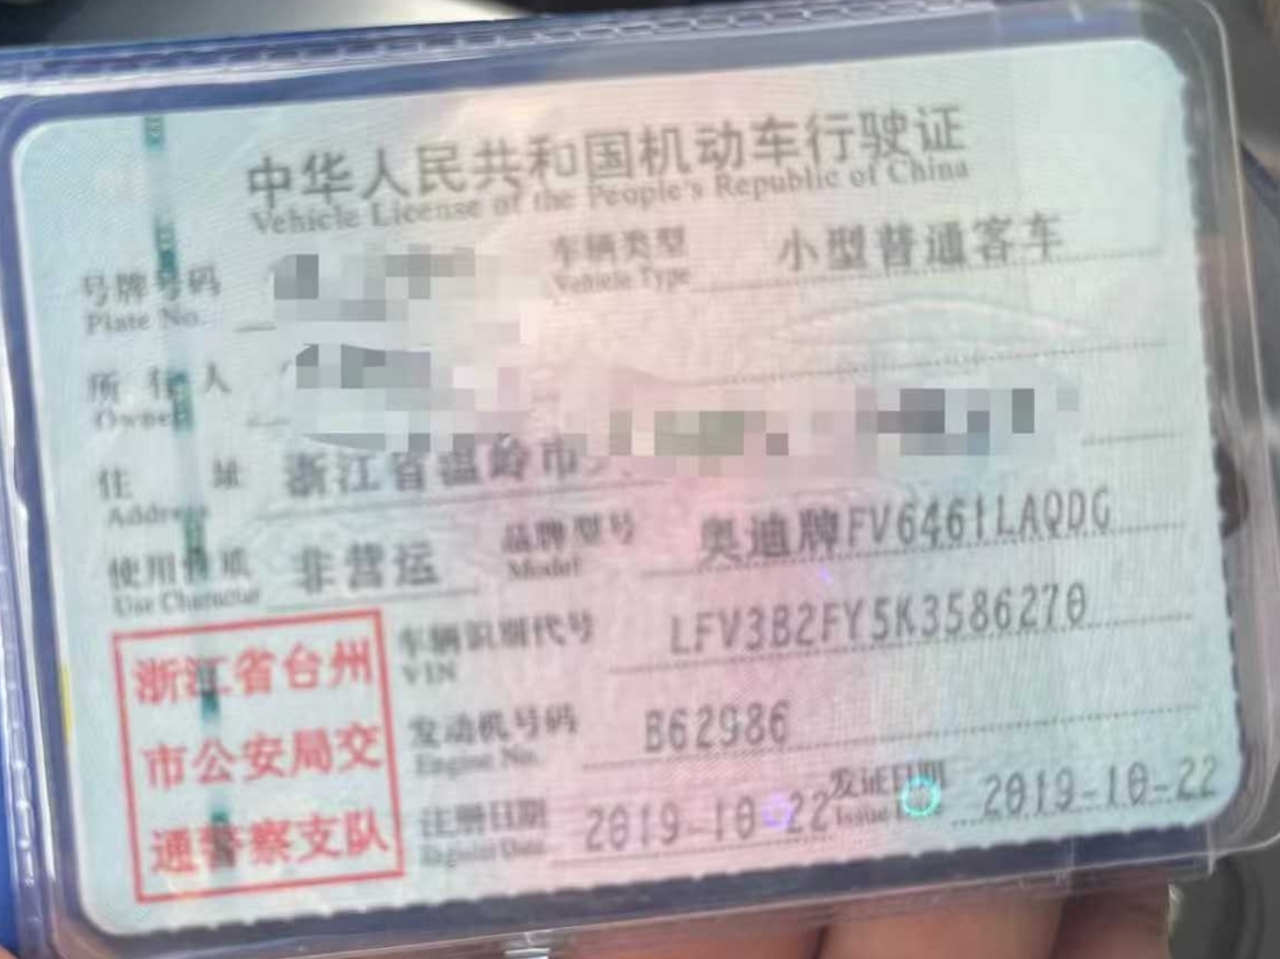 中华人民共和国机动车行驶证
Vehicle License of the People's Republic of China
号牌号码
Plate No.
车辆类型 小型普通客车
Vehicle Type
所有人
Owner
住址 浙江省温岭市
Address
使用性质 非营运
Use Character
品牌型号 奥迪牌FV6461LAQDG
Model
车辆识别代号 LFV3B2FY5K3586270
VIN
发动机号码 B62986
Engine No.
注册日期 2019-10-22
Register Date
发证日期 2019-10-22
Issue Date
浙江省台州
市公安局交
通警察支队